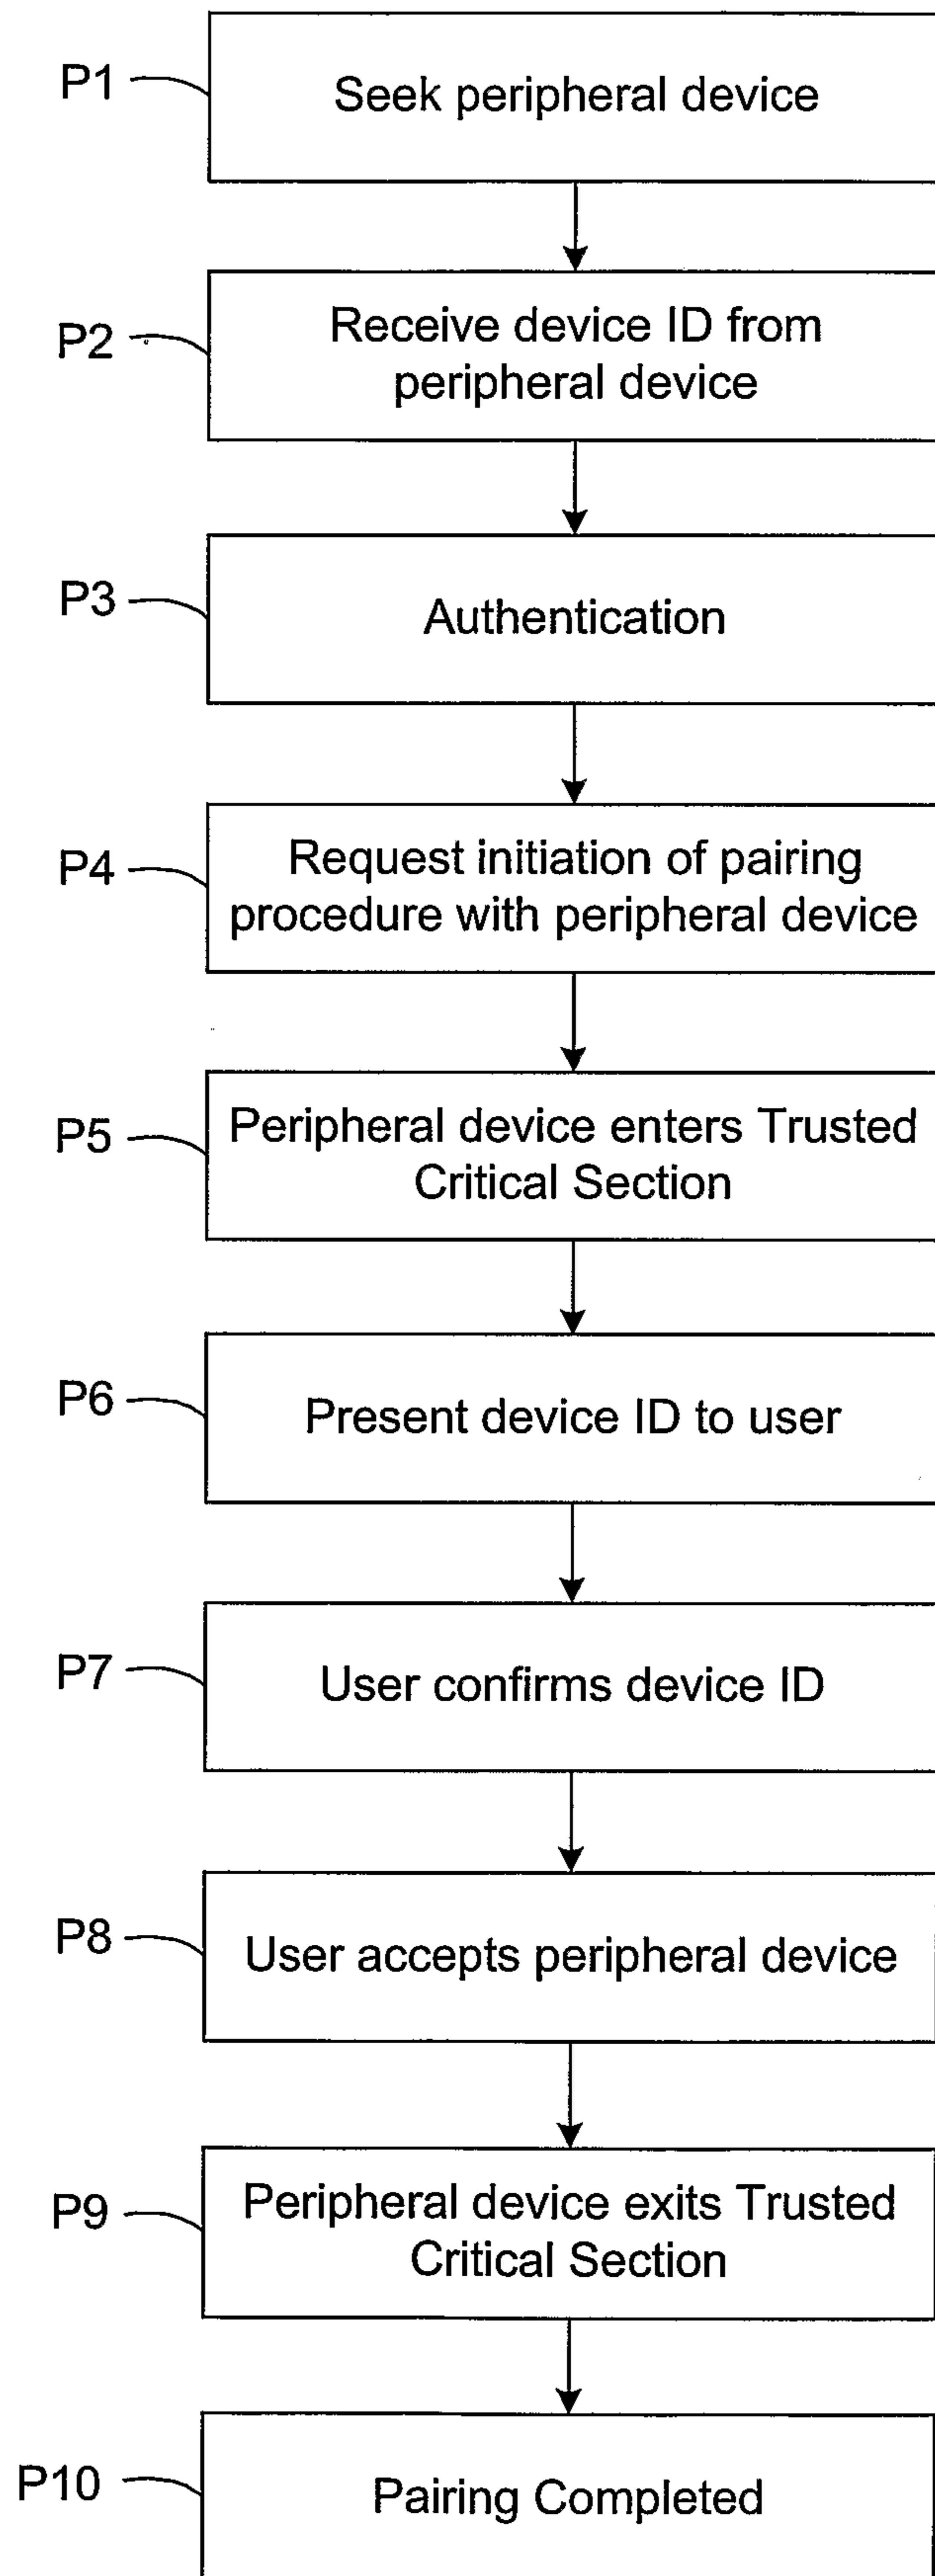 P1
Seek peripheral device
P2
Receive device ID from
peripheral device
P3
Authentication
P4
Request initiation of pairing
procedure with peripheral device
P5
Peripheral device enters Trusted
Critical Section
P6
Present device ID to user
P7
User confirms device ID
P8
User accepts peripheral device
P9
Peripheral device exits Trusted
Critical Section
P10
Pairing Completed